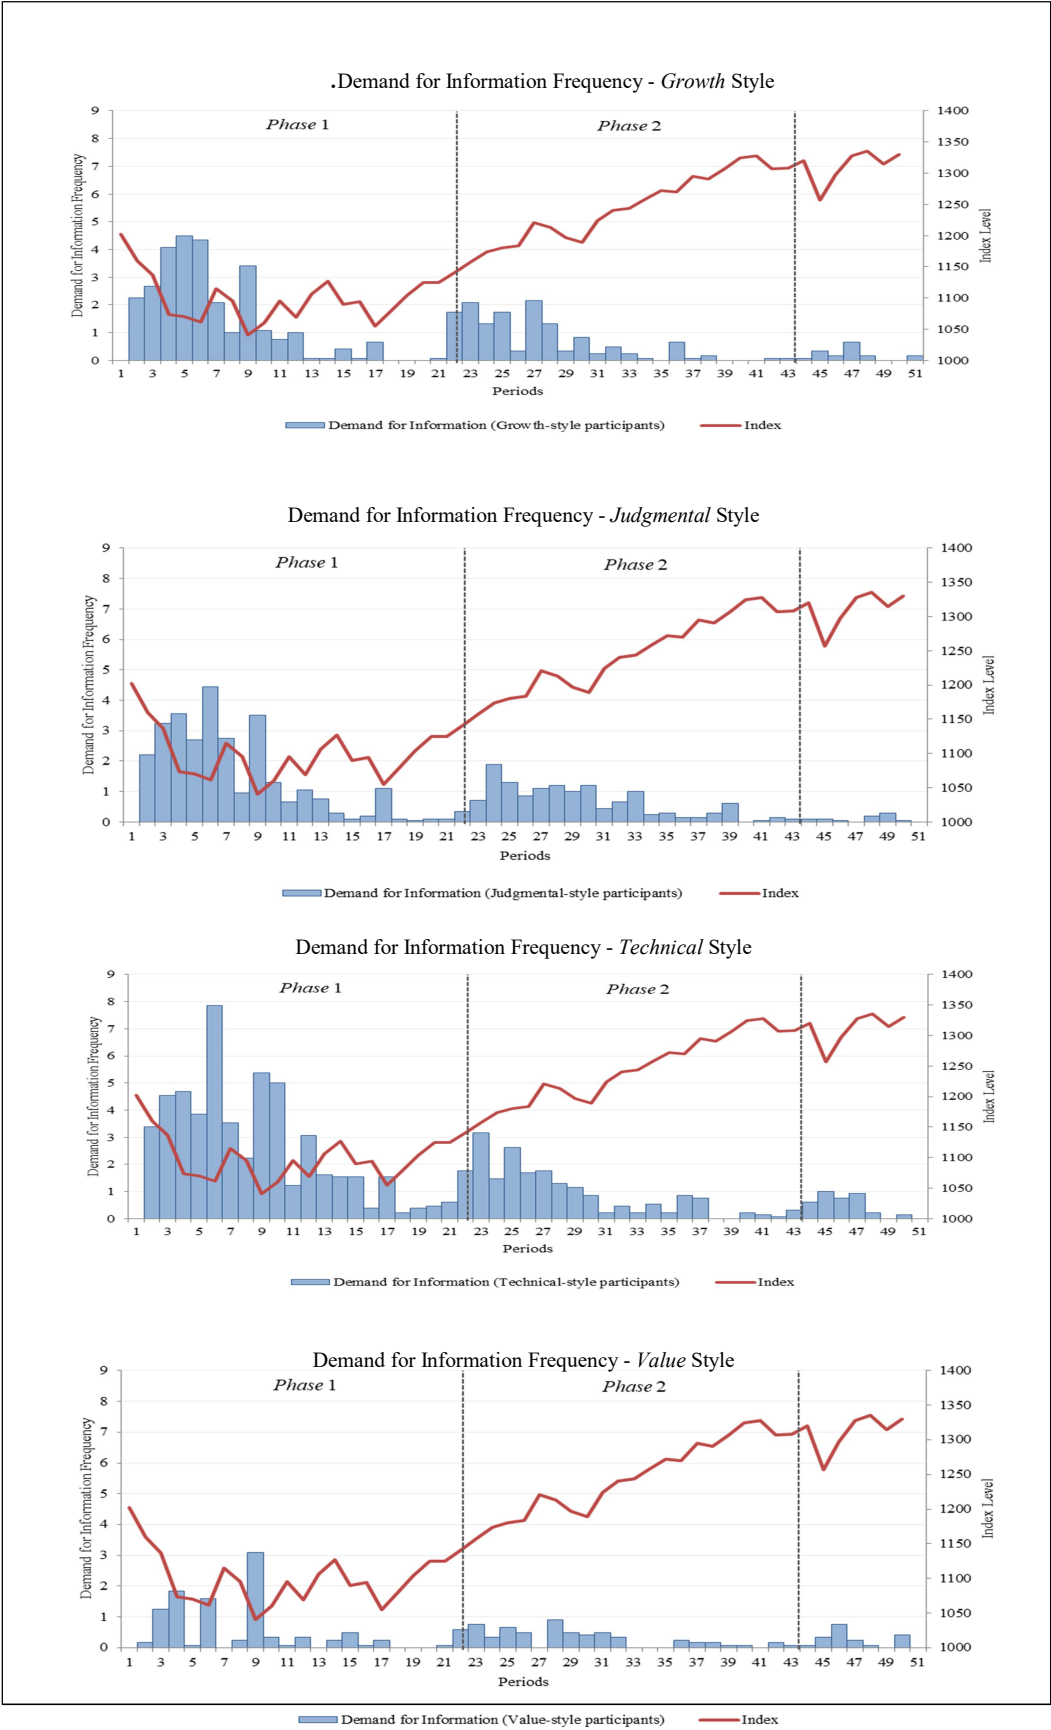 .Demand for Information Frequency - Growth Style
Phase 1
Phase 2
Demand for Information Frequency
9
8
7
6
5
4
3
2
1
0
1400
1350
1300
1250
1200
1150
1100
1050
1000
Index Level
1 3 5 7 9 11 13 15 17 19 21 23 25 27 29 31 33 35 37 39 41 43 45 47 49 51
Periods
Demand for Information (Growth-style participants) Index
Demand for Information Frequency - Judgmental Style
Phase 1
Phase 2
Demand for Information Frequency
9
8
7
6
5
4
3
2
1
0
1400
1350
1300
1250
1200
1150
1100
1050
1000
Index Level
1 3 5 7 9 11 13 15 17 19 21 23 25 27 29 31 33 35 37 39 41 43 45 47 49 51
Periods
Demand for Information (Judgmental-style participants) Index
Demand for Information Frequency - Technical Style
Phase 1
Phase 2
Demand for Information Frequency
9
8
7
6
5
4
3
2
1
0
1400
1350
1300
1250
1200
1150
1100
1050
1000
Index Level
1 3 5 7 9 11 13 15 17 19 21 23 25 27 29 31 33 35 37 39 41 43 45 47 49 51
Periods
Demand for Information (Technical-style participants) Index
Demand for Information Frequency - Value Style
Phase 1
Phase 2
Demand for Information Frequency
9
8
7
6
5
4
3
2
1
0
1400
1350
1300
1250
1200
1150
1100
1050
1000
Index Level
1 3 5 7 9 11 13 15 17 19 21 23 25 27 29 31 33 35 37 39 41 43 45 47 49 51
Periods
Demand for Information (Value-style participants) Index